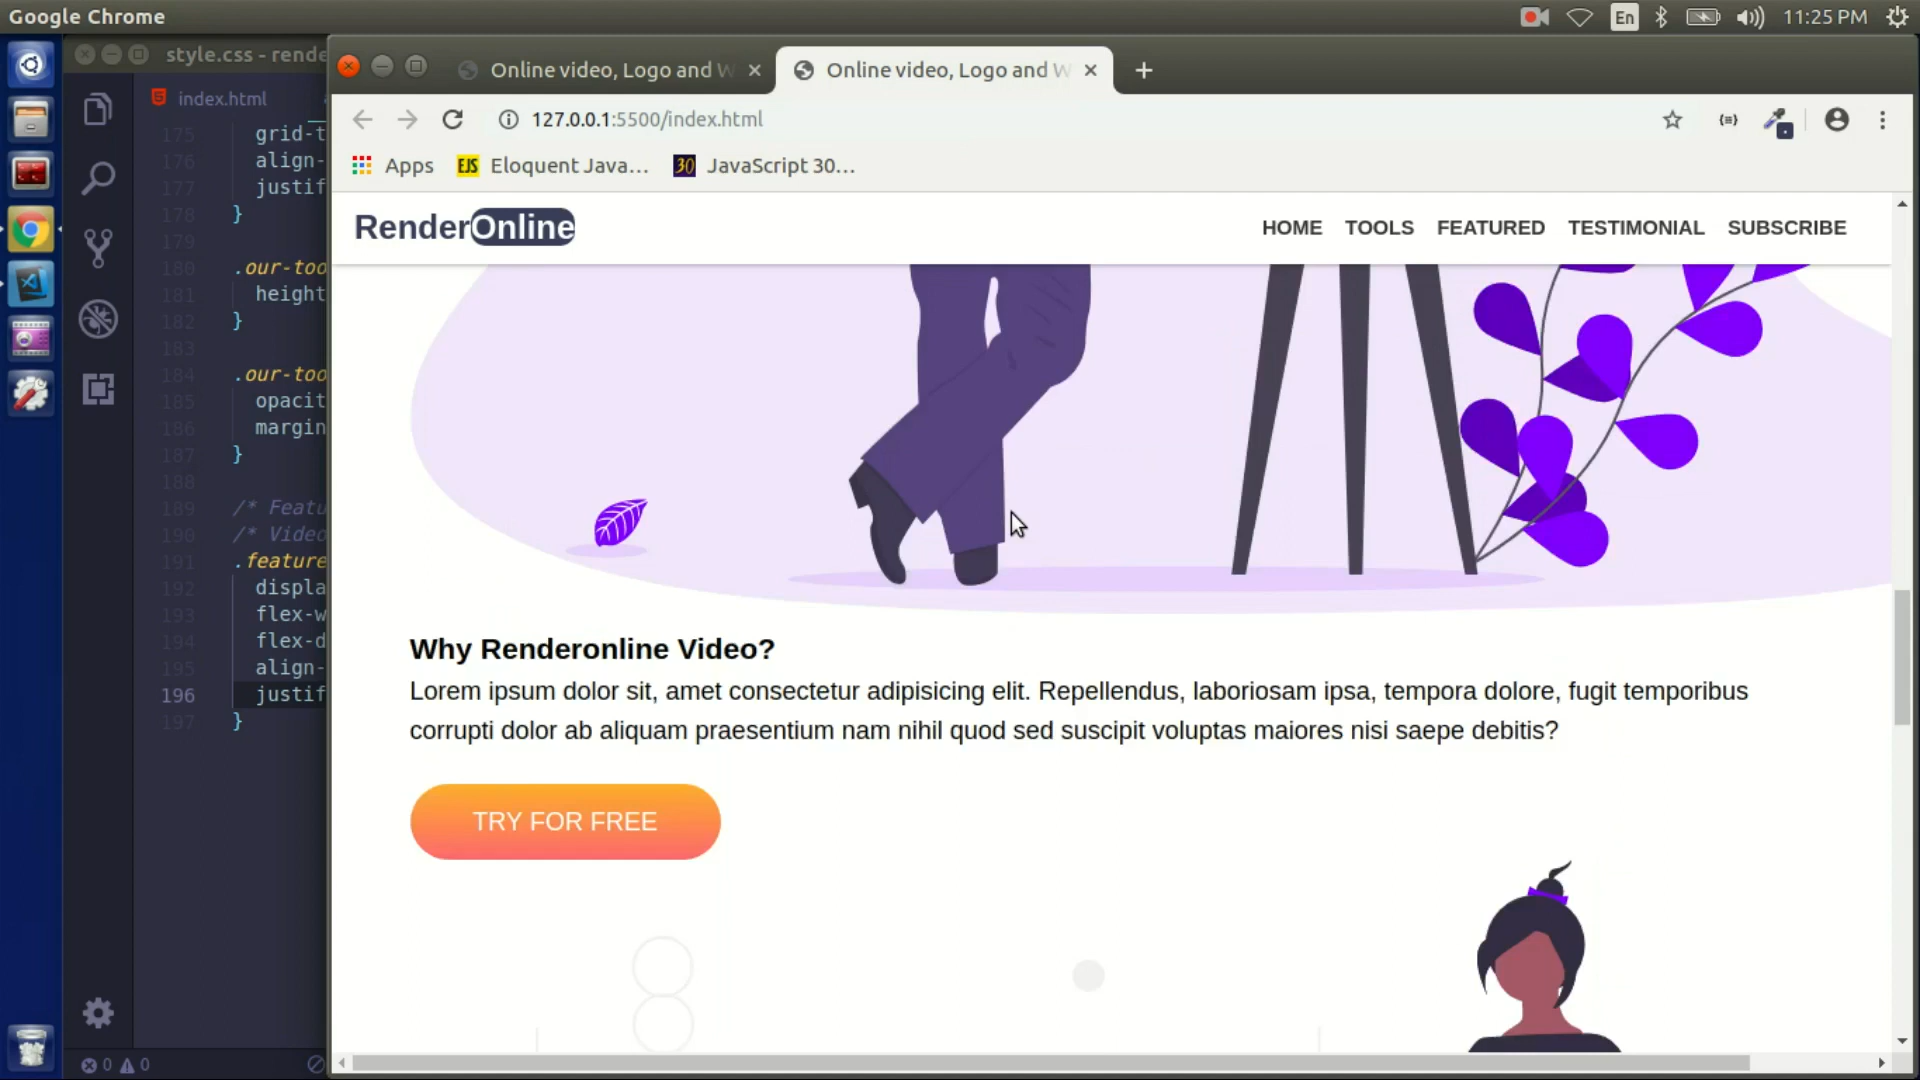 Google Chrome
En
11:25 PM
style.css - rende
Online video, Logo and W
Online video, Logo and W
index.html
127.0.0.1:5500/index.html
Apps
EJS
Eloquent Java...
30
JavaScript 30...
RenderOnline
HOME
TOOLS
FEATURED
TESTIMONIAL
SUBSCRIBE
175 grid-t
176 align-
177 justif
178 }
179
180 .our-too
181 height
182 }
183
184 .our-too
185 opacit
186 margin
187 }
188
189 /* Featu
190 /* Video
191 .feature
192 displa
193 flex-w
194 flex-d
195 align-
196 justif
197 }
Why Renderonline Video?
Lorem ipsum dolor sit, amet consectetur adipisicing elit. Repellendus, laboriosam ipsa, tempora dolore, fugit temporibus
corrupti dolor ab aliquam praesentium nam nihil quod sed suscipit voluptas maiores nisi saepe debitis?
TRY FOR FREE
0 0